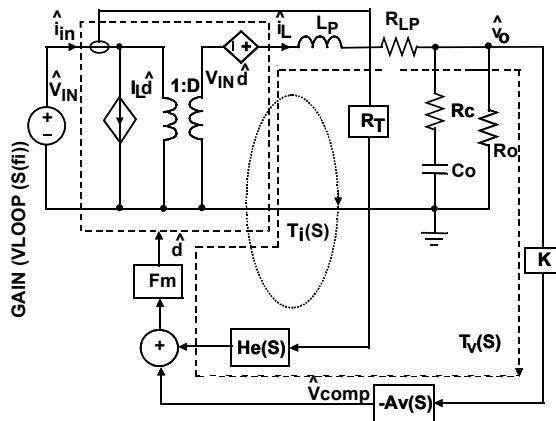 î_in
î_L
L_P
R_LP
v̂_o
V̂_IN
I_L d̂
1:D
V_IN d̂
+
−
R_T
Rc
Ro
Co
T_i(S)
K
GAIN (VLOOP (S(fi))
d̂
Fm
+
He(S)
T_v(S)
V̂comp
-Av(S)